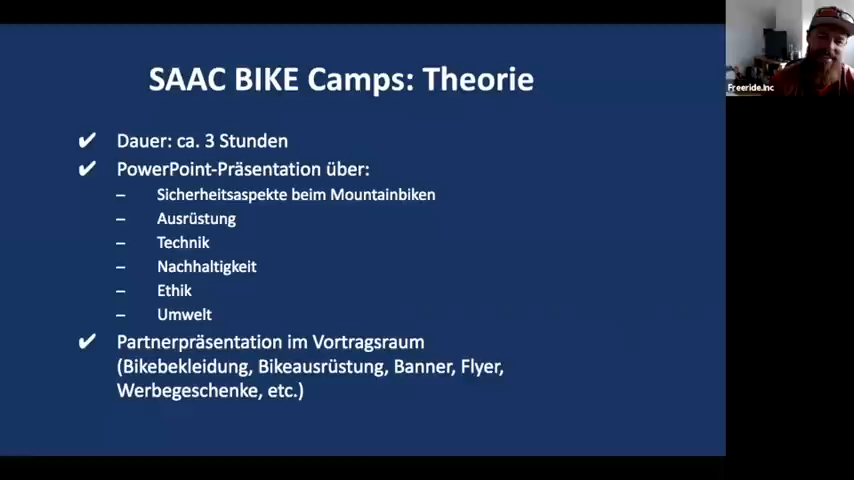 SAAC BIKE Camps: Theorie
✔ Dauer: ca. 3 Stunden
✔ PowerPoint-Präsentation über:
– Sicherheitsaspekte beim Mountainbiken
– Ausrüstung
– Technik
– Nachhaltigkeit
– Ethik
– Umwelt
✔ Partnerpräsentation im Vortragsraum
(Bikebekleidung, Bikeausrüstung, Banner, Flyer,
Werbegeschenke, etc.)
Freeride.Inc